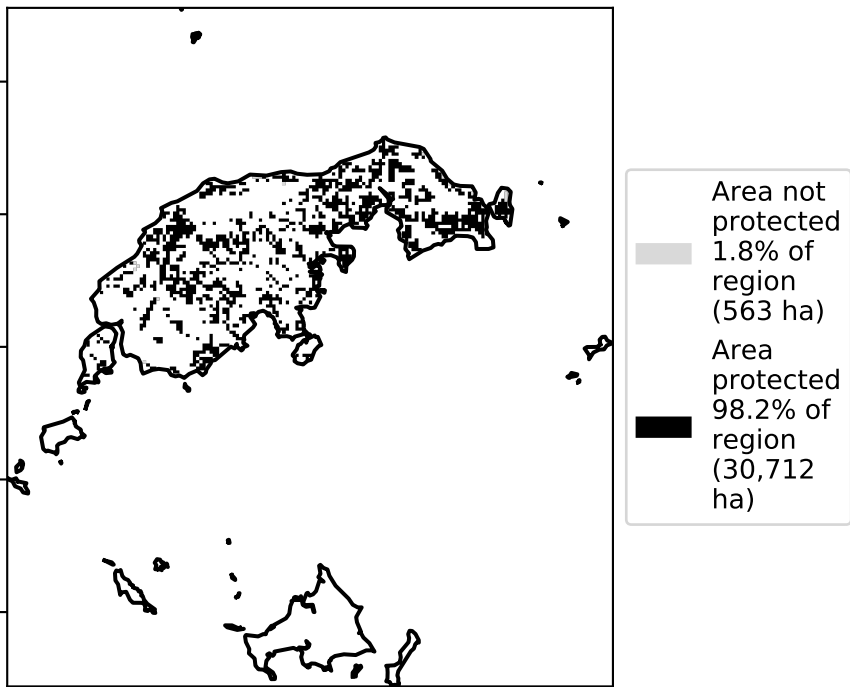 Area not
protected
1.8% of
region
(563 ha)
Area
protected
98.2% of
region
(30,712
ha)